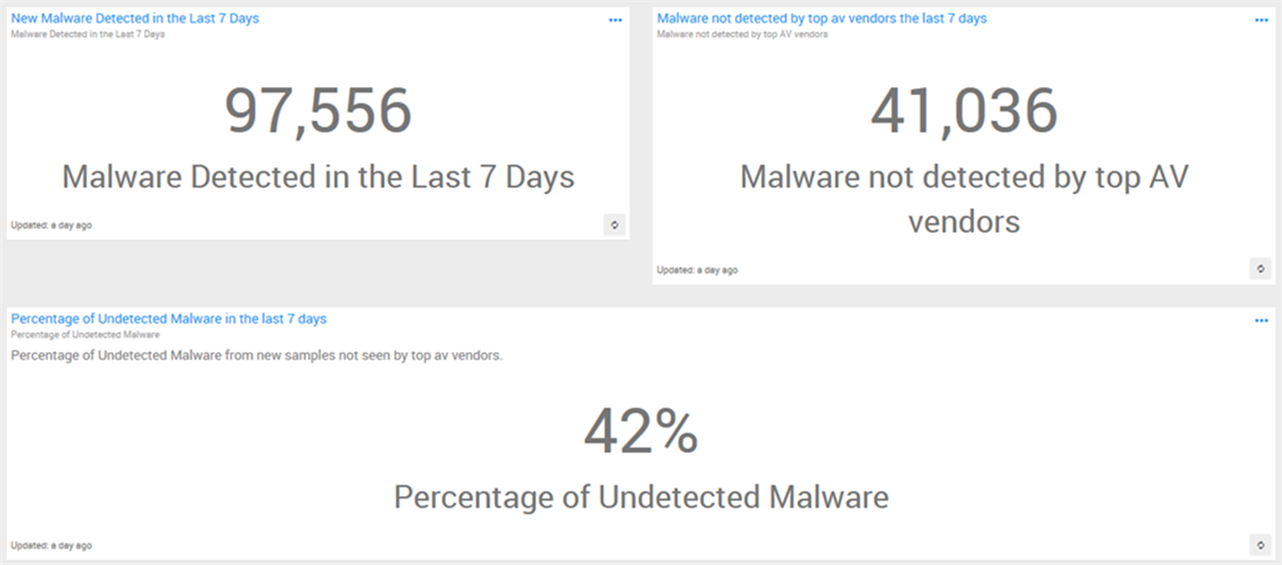 New Malware Detected in the Last 7 Days
Malware Detected in the Last 7 Days
97,556
Malware Detected in the Last 7 Days
Updated: a day ago
Malware not detected by top av vendors the last 7 days
Malware not detected by top AV vendors
41,036
Malware not detected by top AV
vendors
Updated: a day ago
Percentage of Undetected Malware in the last 7 days
Percentage of Undetected Malware
Percentage of Undetected Malware from new samples not seen by top av vendors.
42%
Percentage of Undetected Malware
Updated: a day ago